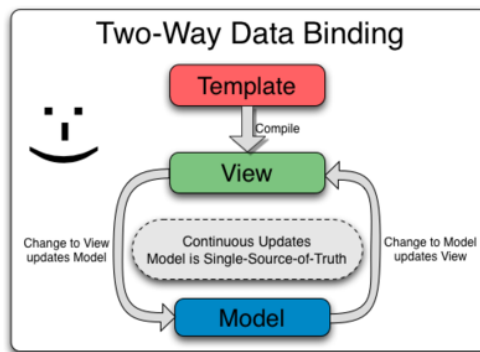 Two-Way Data Binding
Template
Compile
View
Continuous Updates
Model is Single-Source-of-Truth
Change to View
updates Model
Change to Model
updates View
Model